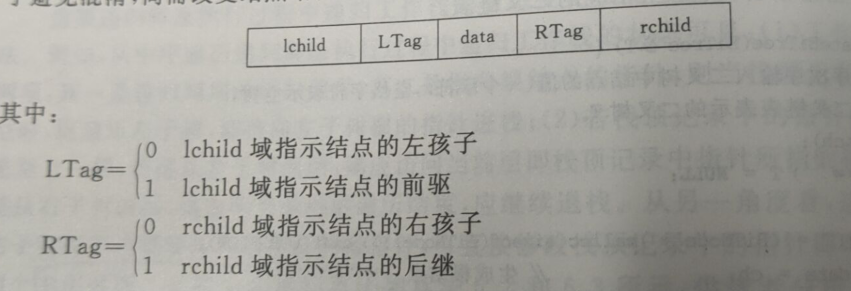 lchild LTag data RTag rchild
其中：
LTag={0 lchild 域指示结点的左孩子
1 lchild 域指示结点的前驱
RTag={0 rchild 域指示结点的右孩子
1 rchild 域指示结点的后继